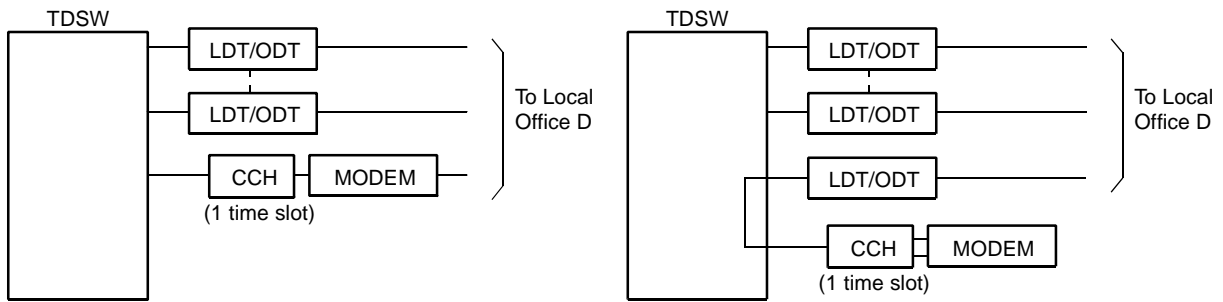 TDSW
LDT/ODT
LDT/ODT
To Local
Office D
CCH
MODEM
(1 time slot)
TDSW
LDT/ODT
LDT/ODT
To Local
Office D
LDT/ODT
CCH
MODEM
(1 time slot)